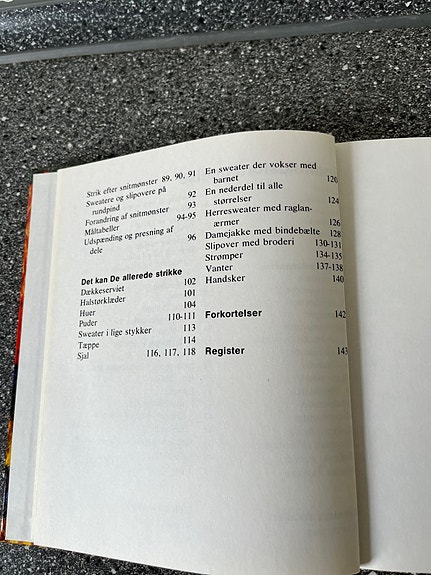 Strik efter snitmønster 89, 90, 91
Sweatere og slipovere på
rundpind 92
Forandring af snitmønster 93
Måltabeller 94-95
Udspænding og presning af
dele 96
Det kan De allerede strikke
Dækkeserviet 102
Halstørklæder 101
Huer 104
Puder 110-111
Sweater i lige stykker 113
Tæppe 114
Sjal 116, 117, 118
En sweater der vokser med
barnet 120
En nederdel til alle
størrelser 124
Herresweater med raglan-
ærmer 126
Damejakke med bindebælte 128
Slipover med broderi 130-131
Strømper 134-135
Vanter 137-138
Handsker 140
Forkortelser 142
Register 143